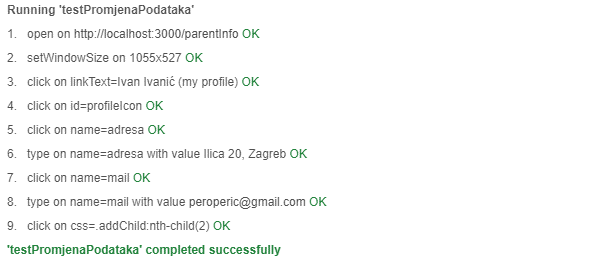 Running 'testPromjenaPodataka'
1. open on http://localhost:3000/parentInfo OK
2. setWindowSize on 1055x527 OK
3. click on linkText=Ivan Ivanić (my profile) OK
4. click on id=profileIcon OK
5. click on name=adresa OK
6. type on name=adresa with value Ilica 20, Zagreb OK
7. click on name=mail OK
8. type on name=mail with value peroperic@gmail.com OK
9. click on css=.addChild:nth-child(2) OK
'testPromjenaPodataka' completed successfully